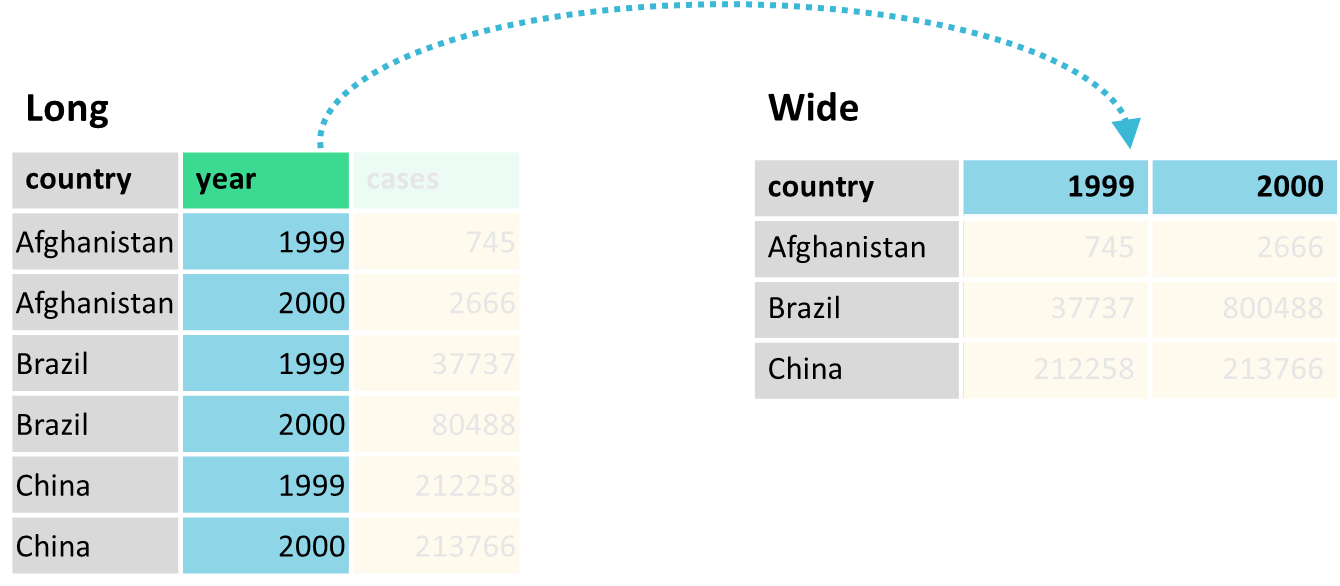 Long
country year cases
Afghanistan 1999 745
Afghanistan 2000 2666
Brazil 1999 37737
Brazil 2000 80488
China 1999 212258
China 2000 213766
Wide
country 1999 2000
Afghanistan 745 2666
Brazil 37737 800488
China 212258 213766